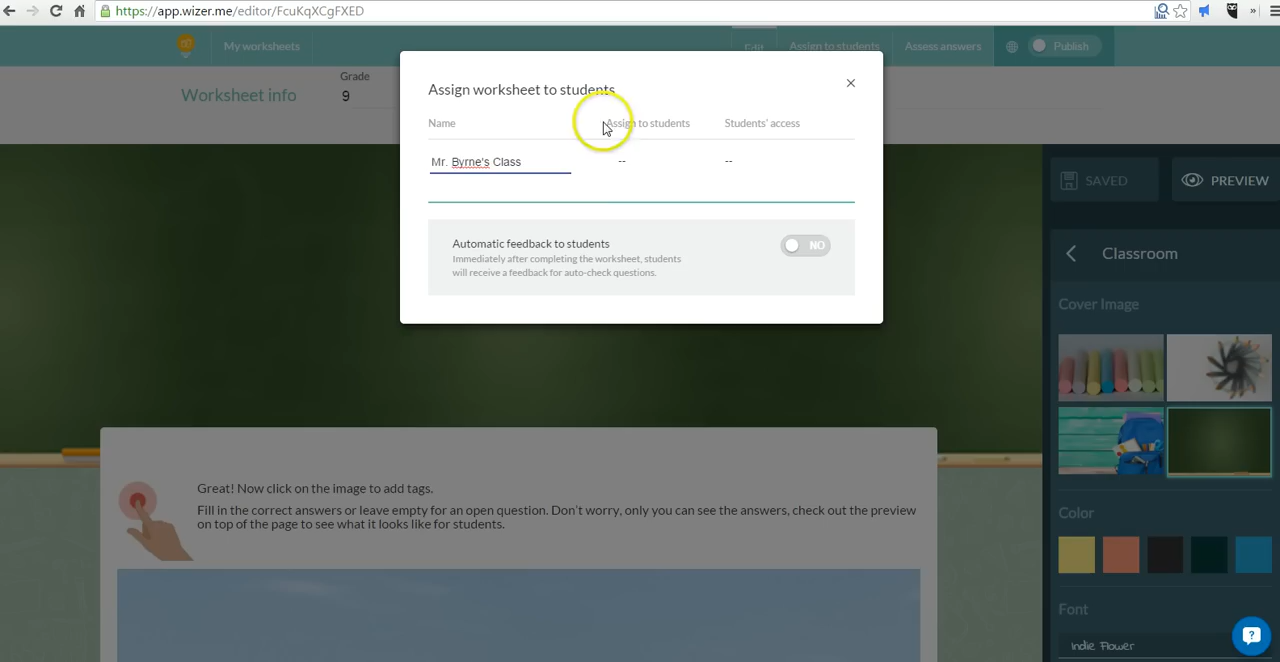 https://app.wizer.me/editor/FcuKqXCgFXED
»
My worksheets
Edit
Assign to students
Assess answers
Publish
Worksheet info
Grade
9
Assign worksheet to students
Name
Assign to students
Students' access
Mr. Byrne's Class
--
--
Automatic feedback to students
NO
Immediately after completing the worksheet, students
will receive a feedback for auto-check questions.
SAVED
PREVIEW
Classroom
Cover Image
Color
Font
Indie Flower
Great! Now click on the image to add tags.
Fill in the correct answers or leave empty for an open question. Don't worry, only you can see the answers, check out the preview
on top of the page to see what it looks like for students.